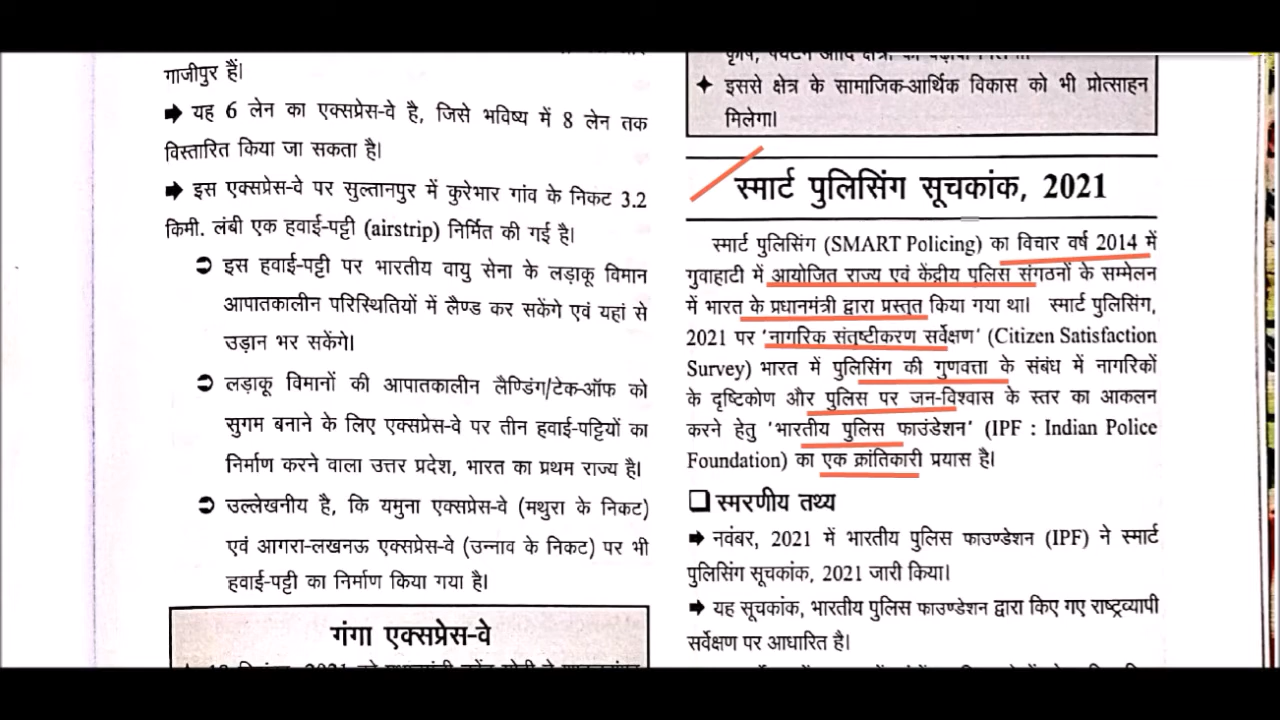 गाजीपुर हैं।
➡ यह 6 लेन का एक्सप्रेस-वे है, जिसे भविष्य में 8 लेन तक
विस्तारित किया जा सकता है।
➡ इस एक्सप्रेस-वे पर सुल्तानपुर में कुरेभार गांव के निकट 3.2
किमी. लंबी एक हवाई-पट्टी (airstrip) निर्मित की गई है।
➲ इस हवाई-पट्टी पर भारतीय वायु सेना के लड़ाकू विमान
आपातकालीन परिस्थितियों में लैण्ड कर सकेंगे एवं यहां से
उड़ान भर सकेंगे।
➲ लड़ाकू विमानों की आपातकालीन लैण्डिंग/टेक-ऑफ को
सुगम बनाने के लिए एक्सप्रेस-वे पर तीन हवाई-पट्टियों का
निर्माण करने वाला उत्तर प्रदेश, भारत का प्रथम राज्य है।
➲ उल्लेखनीय है, कि यमुना एक्सप्रेस-वे (मथुरा के निकट)
एवं आगरा-लखनऊ एक्सप्रेस-वे (उन्नाव के निकट) पर भी
हवाई-पट्टी का निर्माण किया गया है।
गंगा एक्सप्रेस-वे
✦ इससे क्षेत्र के सामाजिक-आर्थिक विकास को भी प्रोत्साहन
मिलेगा।
स्मार्ट पुलिसिंग सूचकांक, 2021
स्मार्ट पुलिसिंग (SMART Policing) का विचार वर्ष 2014 में
गुवाहाटी में आयोजित राज्य एवं केंद्रीय पुलिस संगठनों के सम्मेलन
में भारत के प्रधानमंत्री द्वारा प्रस्तुत किया गया था। स्मार्ट पुलिसिंग,
2021 पर 'नागरिक संतुष्टीकरण सर्वेक्षण' (Citizen Satisfaction
Survey) भारत में पुलिसिंग की गुणवत्ता के संबंध में नागरिकों
के दृष्टिकोण और पुलिस पर जन-विश्वास के स्तर का आकलन
करने हेतु 'भारतीय पुलिस फाउंडेशन' (IPF : Indian Police
Foundation) का एक क्रांतिकारी प्रयास है।
❑ स्मरणीय तथ्य
➡ नवंबर, 2021 में भारतीय पुलिस फाउण्डेशन (IPF) ने स्मार्ट
पुलिसिंग सूचकांक, 2021 जारी किया।
➡ यह सूचकांक, भारतीय पुलिस फाउण्डेशन द्वारा किए गए राष्ट्रव्यापी
सर्वेक्षण पर आधारित है।